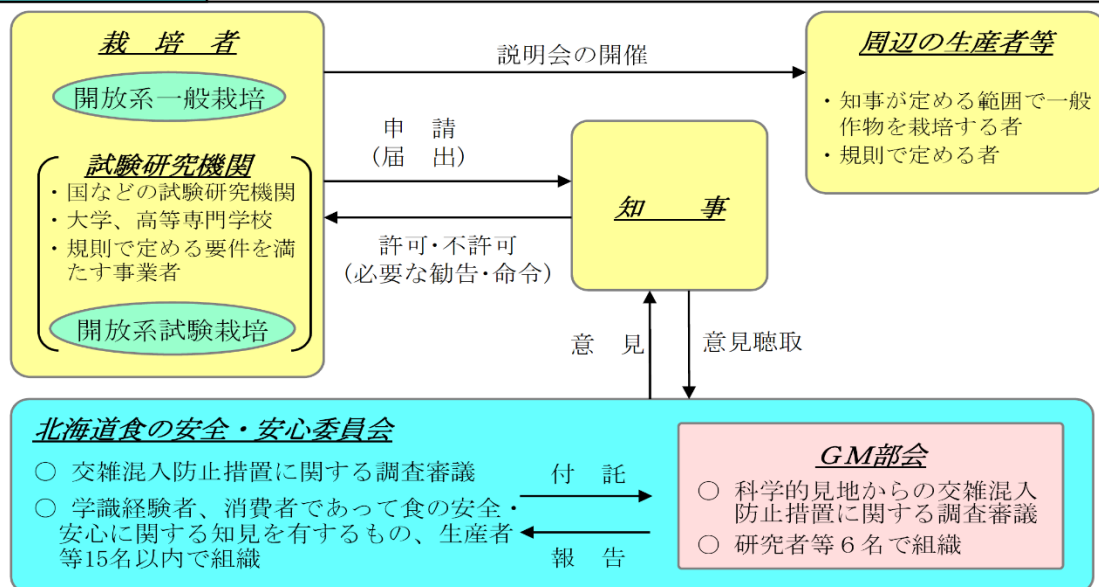 栽　培　者
開放系一般栽培
試験研究機関
・国などの試験研究機関
・大学、高等専門学校
・規則で定める要件を満
たす事業者
開放系試験栽培
説明会の開催
申　請
(届　出)
許可・不許可
(必要な勧告・命令)
知　　事
周辺の生産者等
・知事が定める範囲で一般
作物を栽培する者
・規則で定める者
意　見
意見聴取
北海道食の安全・安心委員会
○ 交雑混入防止措置に関する調査審議
○ 学識経験者、消費者であって食の安全・
安心に関する知見を有するもの、生産者
等15名以内で組織
付　託
報　告
GM部会
○ 科学的見地からの交雑混入
防止措置に関する調査審議
○ 研究者等６名で組織